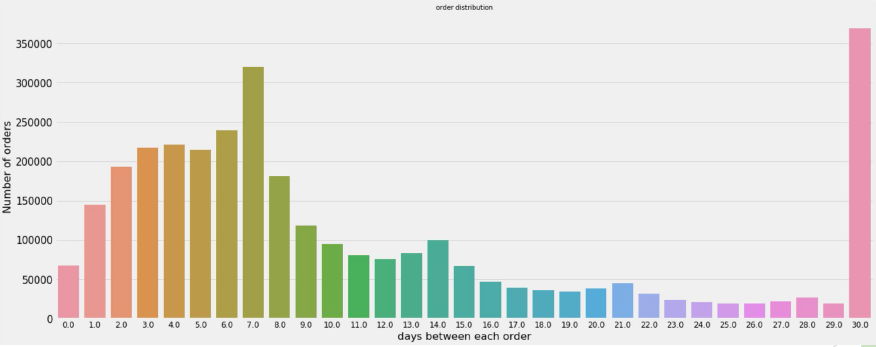 order distribution
350000
300000
250000
200000
150000
100000
50000
0
Number of orders
0.0 1.0 2.0 3.0 4.0 5.0 6.0 7.0 8.0 9.0 10.0 11.0 12.0 13.0 14.0 15.0 16.0 17.0 18.0 19.0 20.0 21.0 22.0 23.0 24.0 25.0 26.0 27.0 28.0 29.0 30.0
days between each order